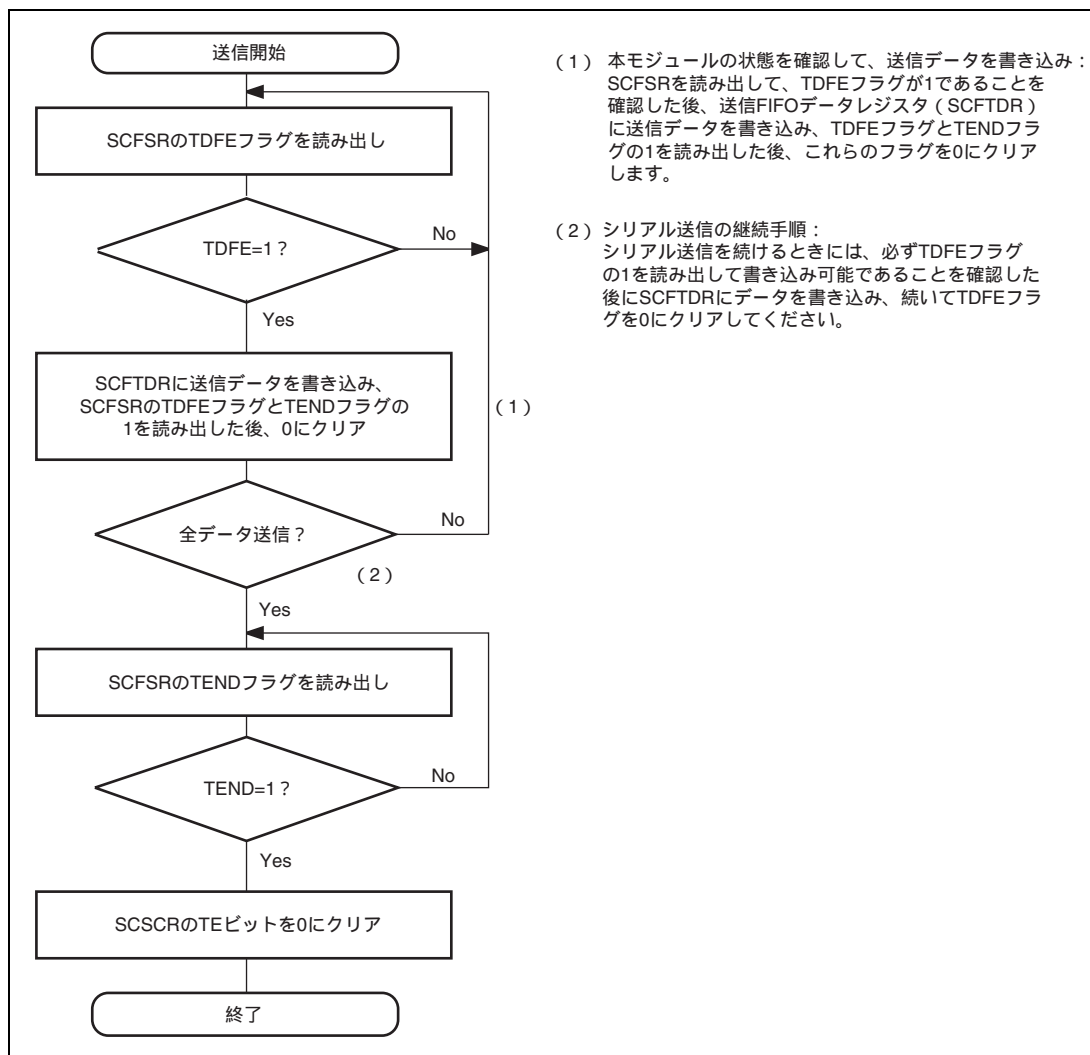 送信開始
SCFSRのTDFEフラグを読み出し
TDFE=1？
No
Yes
SCFTDRに送信データを書き込み、
SCFSRのTDFEフラグとTENDフラグの
1を読み出した後、0にクリア
（1）
全データ送信？
No
（2）
Yes
SCFSRのTENDフラグを読み出し
TEND=1？
No
Yes
SCSCRのTEビットを0にクリア
終了
（1） 本モジュールの状態を確認して、送信データを書き込み：
SCFSRを読み出して、TDFEフラグが1であることを
確認した後、送信FIFOデータレジスタ（SCFTDR）
に送信データを書き込み、TDFEフラグとTENDフラ
グの1を読み出した後、これらのフラグを0にクリア
します。
（2）シリアル送信の継続手順：
シリアル送信を続けるときには、必ずTDFEフラグ
の1を読み出して書き込み可能であることを確認した
後にSCFTDRにデータを書き込み、続いてTDFEフラ
グを0にクリアしてください。